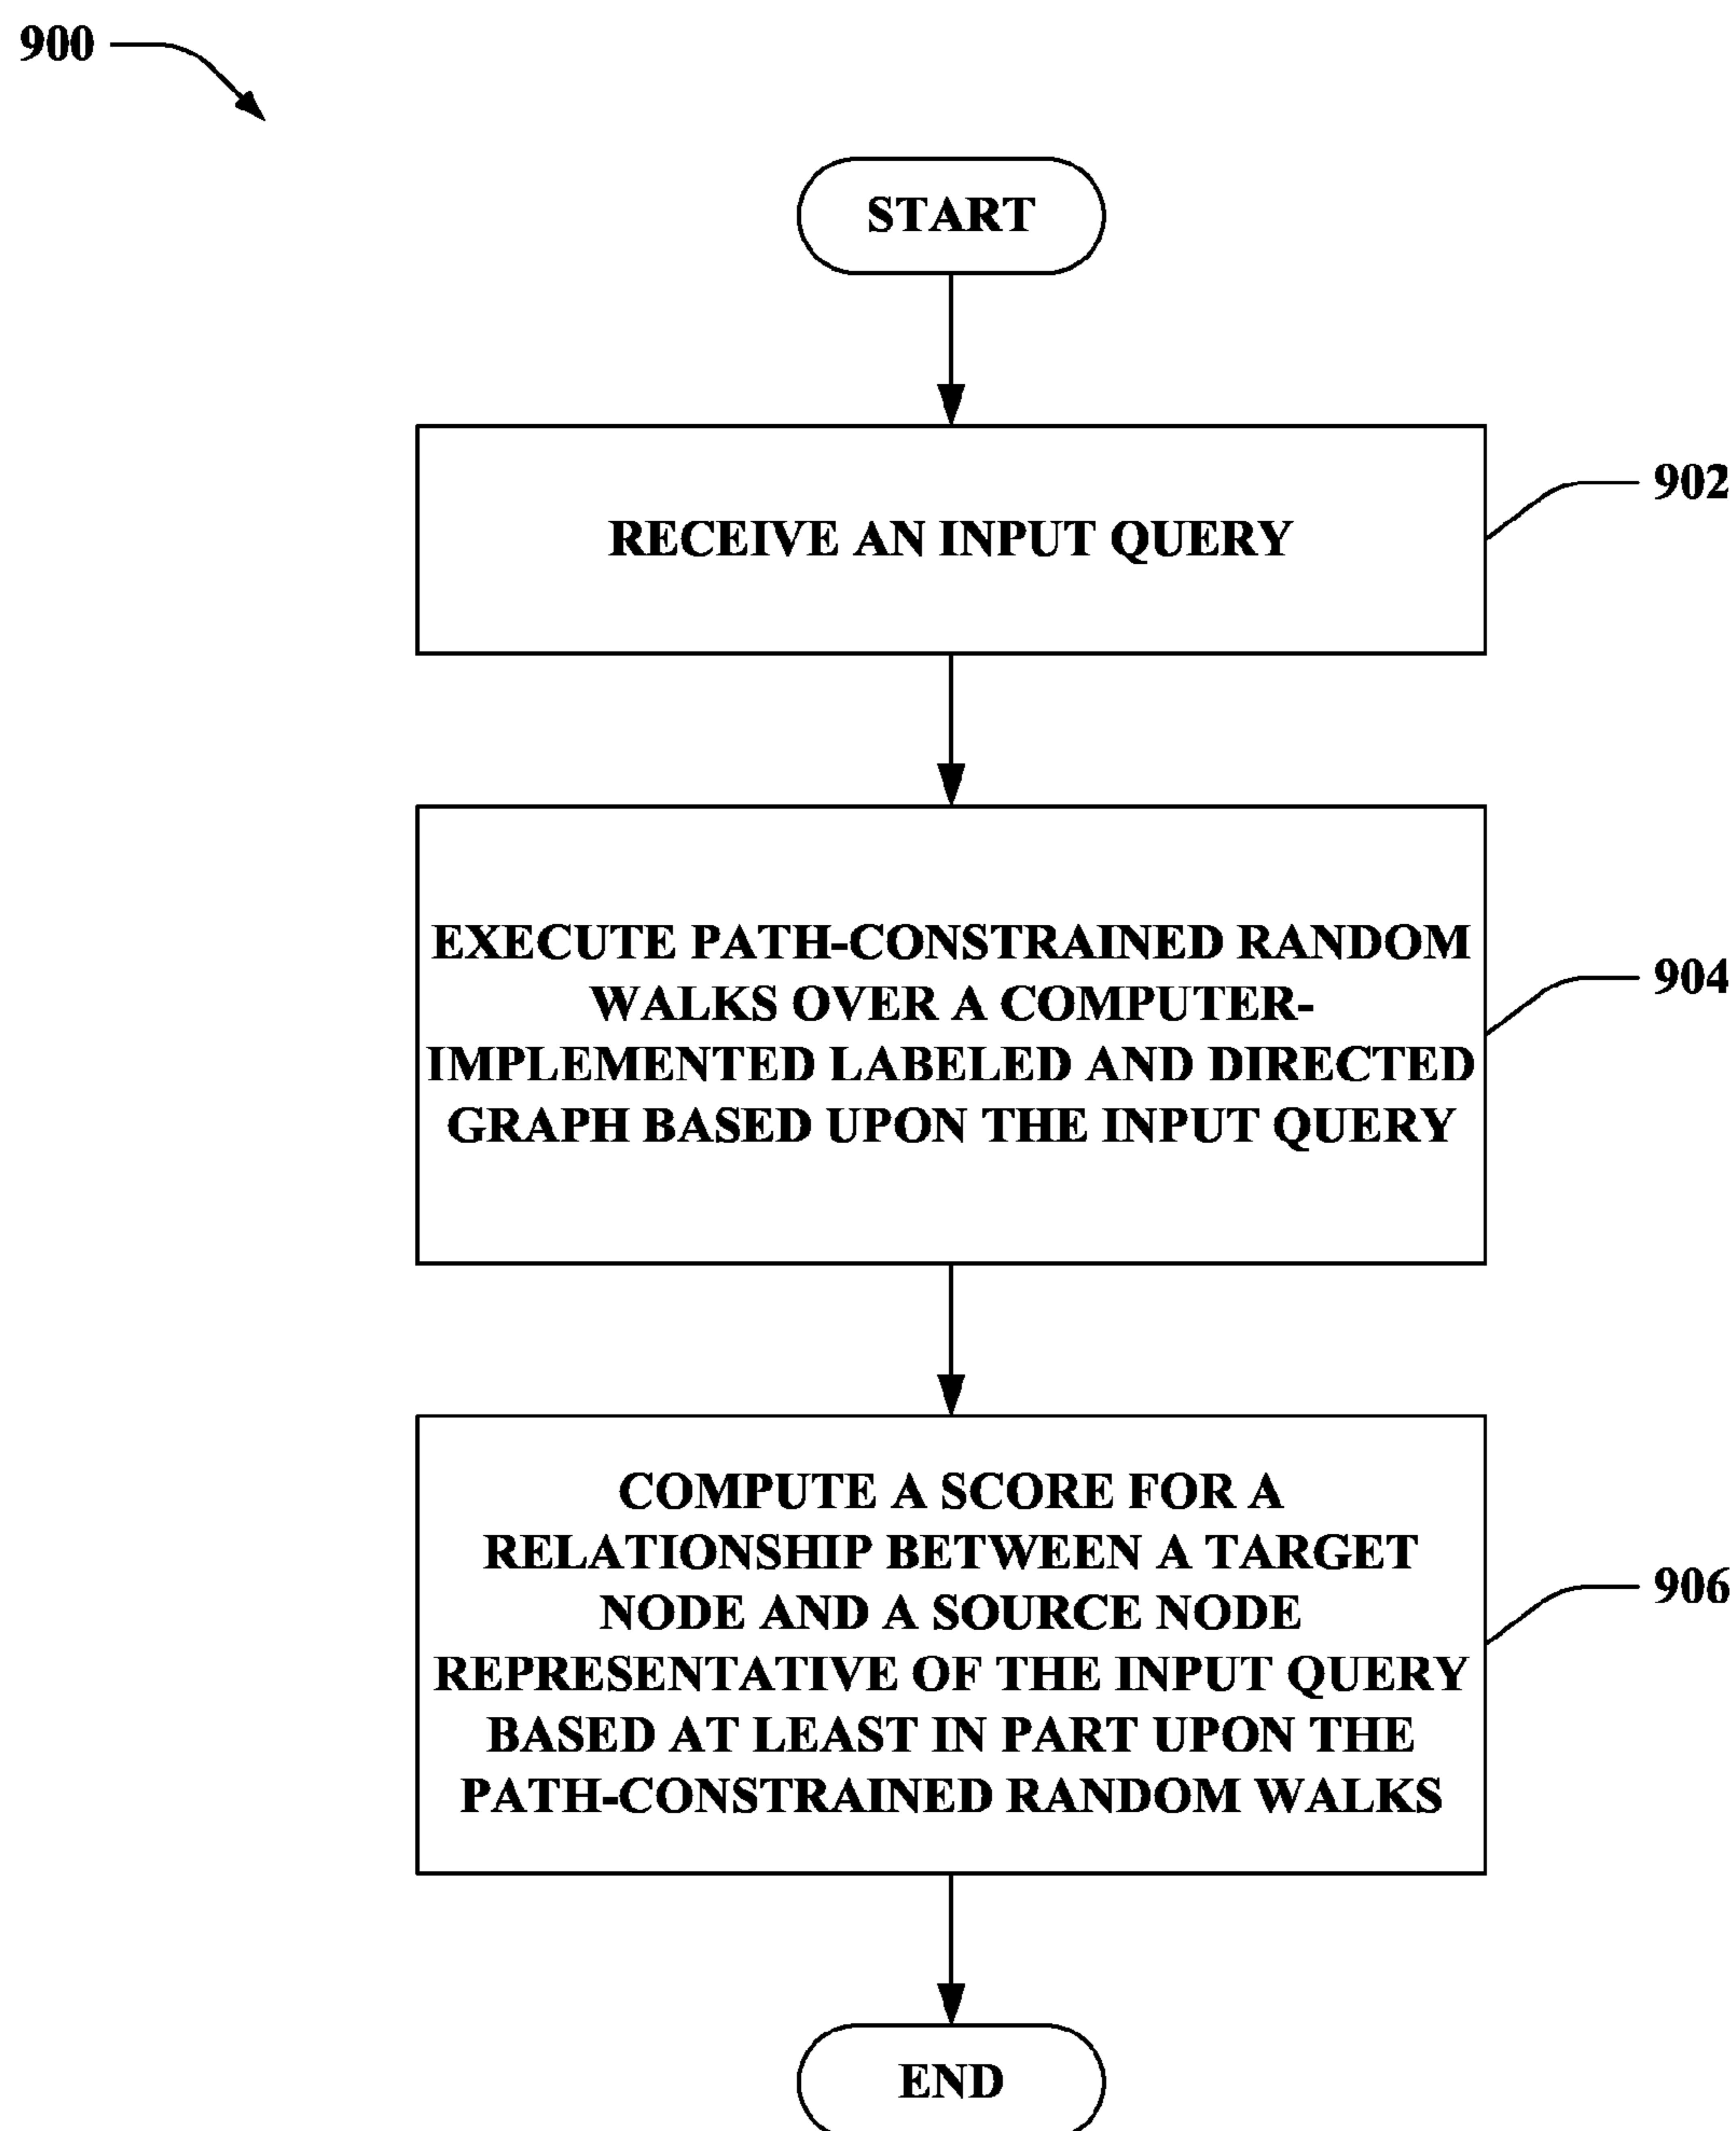 900
START
RECEIVE AN INPUT QUERY
902
EXECUTE PATH-CONSTRAINED RANDOM
WALKS OVER A COMPUTER-
IMPLEMENTED LABELED AND DIRECTED
GRAPH BASED UPON THE INPUT QUERY
904
COMPUTE A SCORE FOR A
RELATIONSHIP BETWEEN A TARGET
NODE AND A SOURCE NODE
REPRESENTATIVE OF THE INPUT QUERY
BASED AT LEAST IN PART UPON THE
PATH-CONSTRAINED RANDOM WALKS
906
END